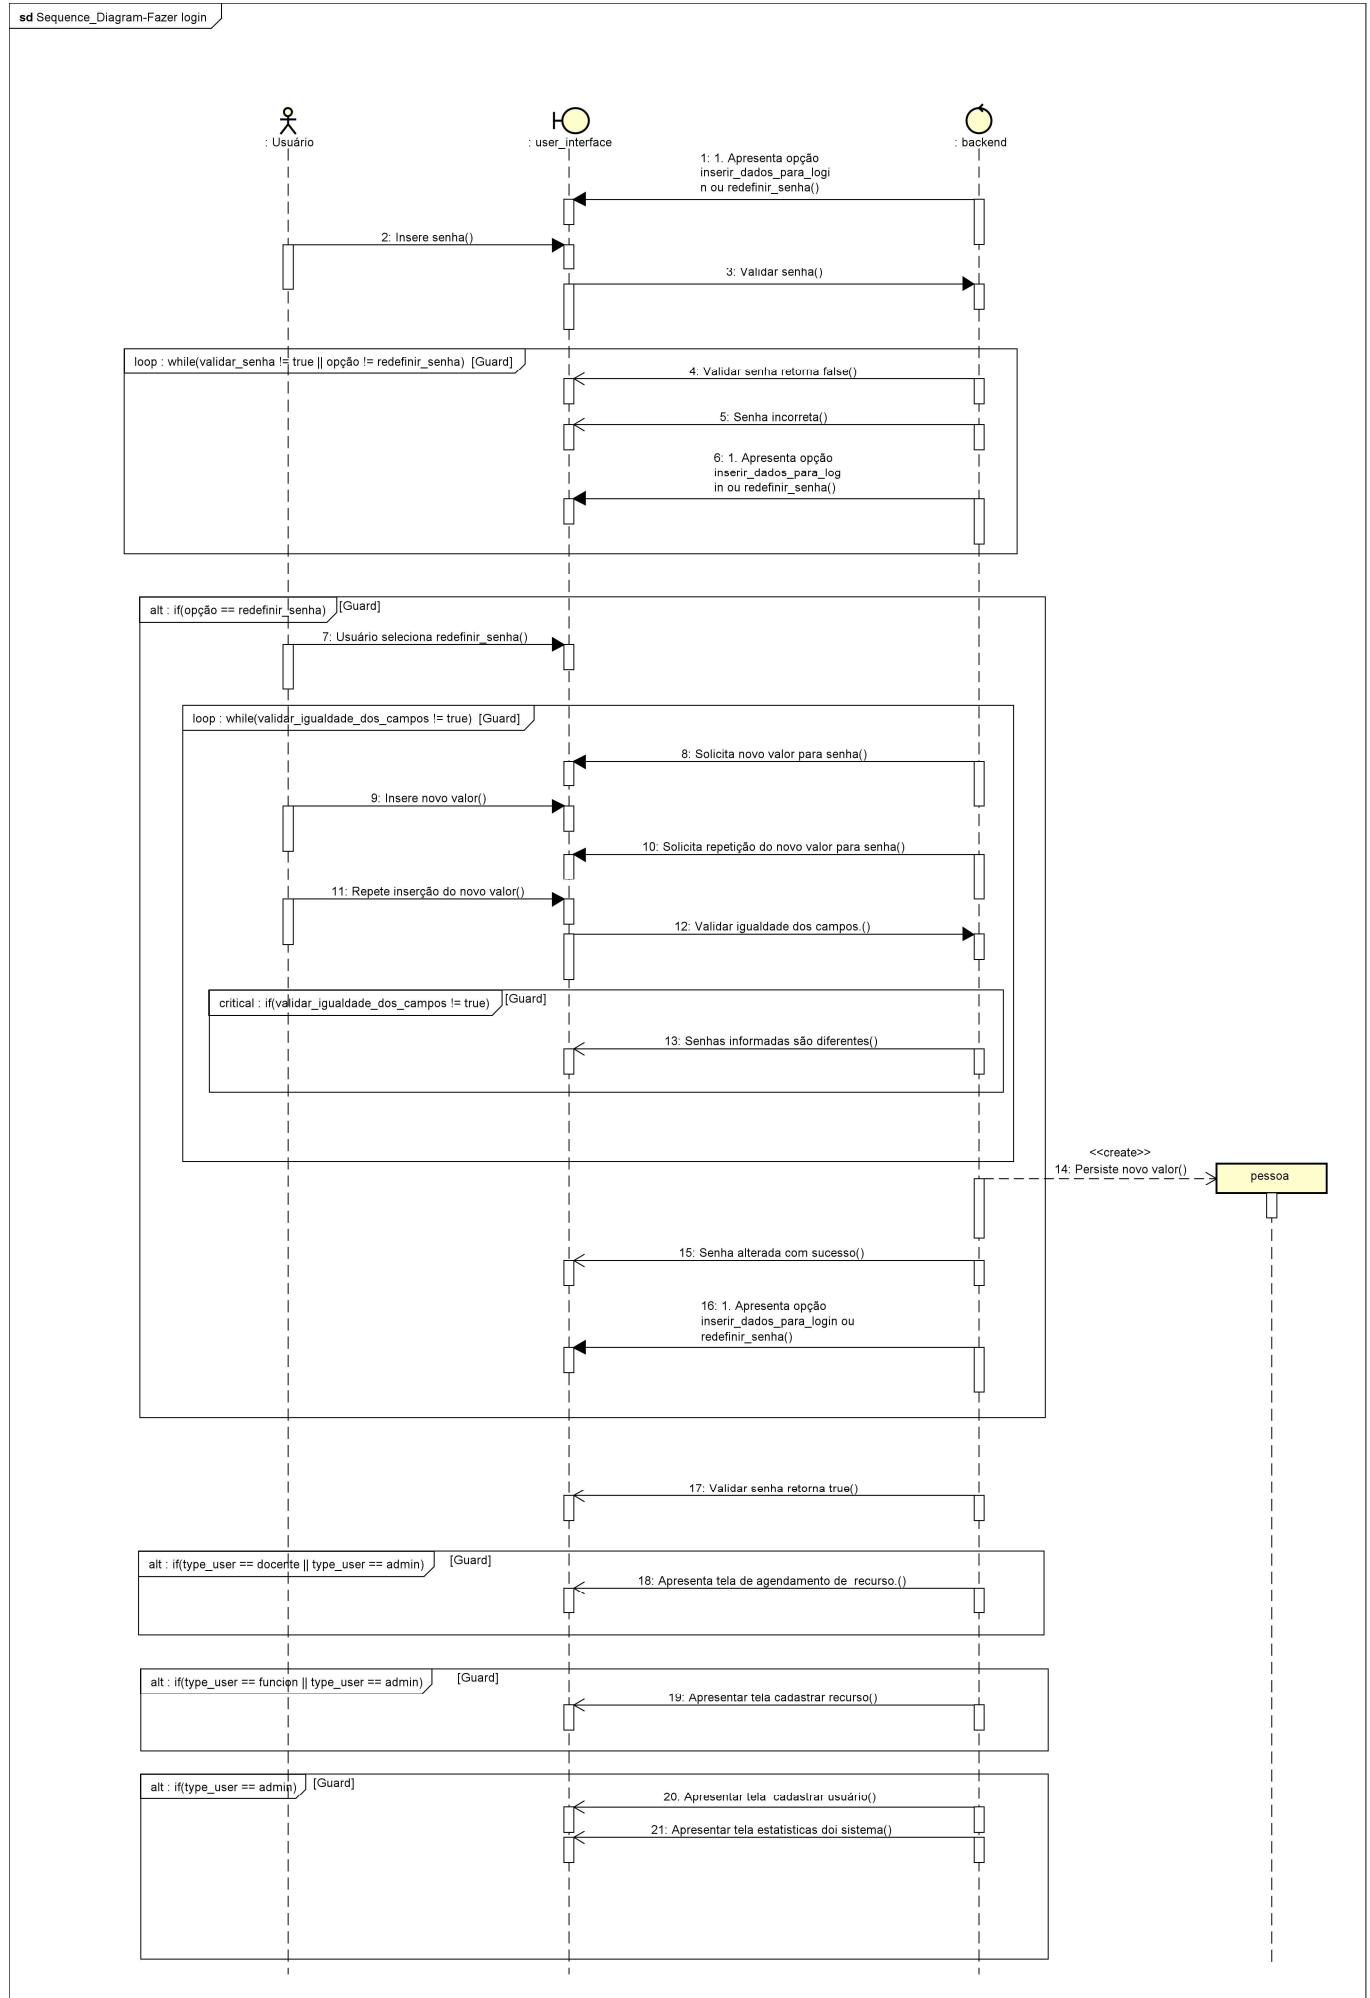 sd Sequence_Diagram-Fazer login
: Usuário
: user_interface
: backend
1: 1. Apresenta opção
inserir_dados_para_logi
n ou redefinir_senha()
2: Insere senha()
3: Validar senha()
loop : while(validar_senha != true || opção != redefinir_senha) [Guard]
4: Validar senha retorna false()
5: Senha incorreta()
6: 1. Apresenta opção
inserir_dados_para_log
in ou redefinir_senha()
alt : if(opção == redefinir_senha) [Guard]
7: Usuário seleciona redefinir_senha()
loop : while(validar_igualdade_dos_campos != true) [Guard]
8: Solicita novo valor para senha()
9: Insere novo valor()
10: Solicita repetição do novo valor para senha()
11: Repete inserção do novo valor()
12: Validar igualdade dos campos.()
critical : if(validar_igualdade_dos_campos != true) [Guard]
13: Senhas informadas são diferentes()
<<create>>
14: Persiste novo valor()
pessoa
15: Senha alterada com sucesso()
16: 1. Apresenta opção
inserir_dados_para_login ou
redefinir_senha()
17: Validar senha retorna true()
alt : if(type_user == docente || type_user == admin) [Guard]
18: Apresenta tela de agendamento de recurso.()
alt : if(type_user == funcion || type_user == admin) [Guard]
19: Apresentar tela cadastrar recurso()
alt : if(type_user == admin) [Guard]
20: Apresentar tela cadastrar usuário()
21: Apresentar tela estatisticas doi sistema()